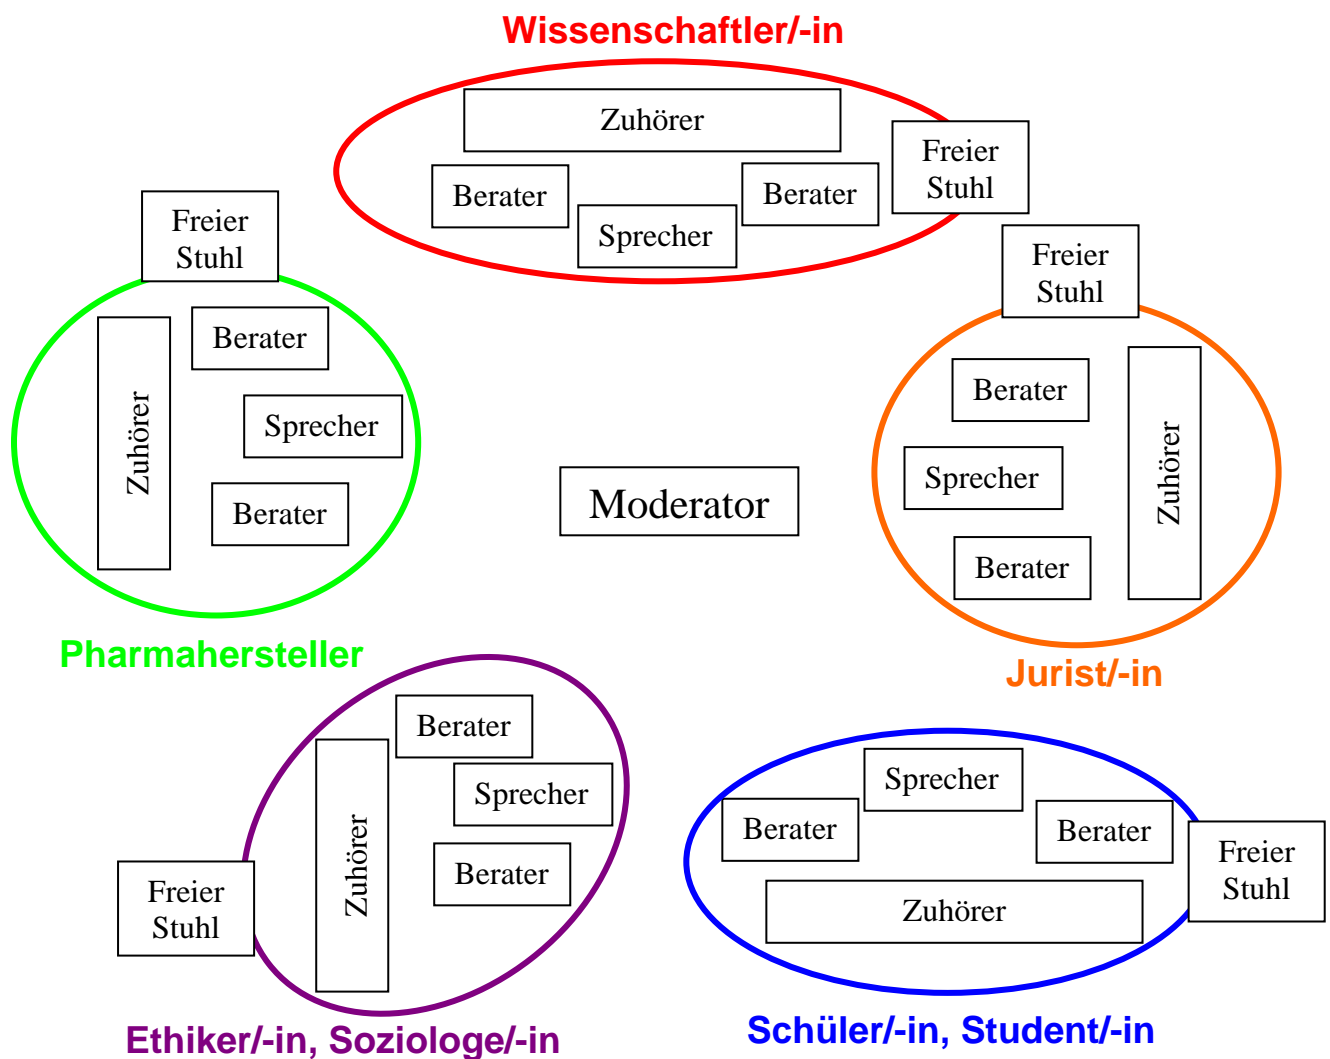 Wissenschaftler/-in
Zuhörer
Berater
Berater
Sprecher
Freier
Stuhl
Freier
Stuhl
Berater
Sprecher
Berater
Zuhörer
Pharmahersteller
Moderator
Freier
Stuhl
Berater
Sprecher
Berater
Zuhörer
Jurist/-in
Berater
Sprecher
Berater
Zuhörer
Freier
Stuhl
Ethiker/-in, Soziologe/-in
Sprecher
Berater
Berater
Zuhörer
Freier
Stuhl
Schüler/-in, Student/-in